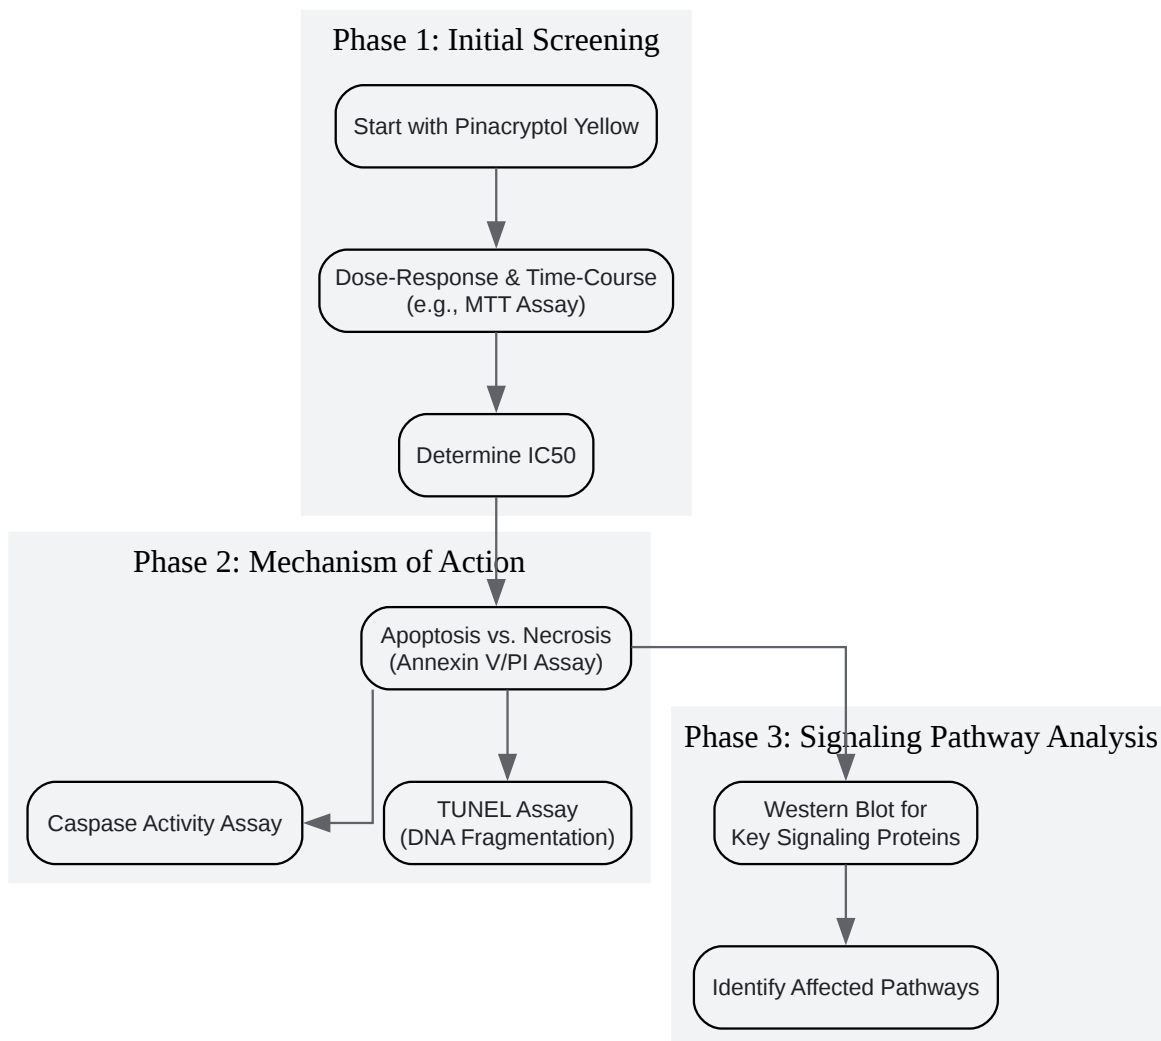 Phase 1: Initial Screening
Start with Pinacryptol Yellow
Dose-Response & Time-Course
(e.g., MTT Assay)
Determine IC50
Phase 2: Mechanism of Action
Apoptosis vs. Necrosis
(Annexin V/PI Assay)
Caspase Activity Assay
TUNEL Assay
(DNA Fragmentation)
Phase 3: Signaling Pathway Analysis
Western Blot for
Key Signaling Proteins
Identify Affected Pathways